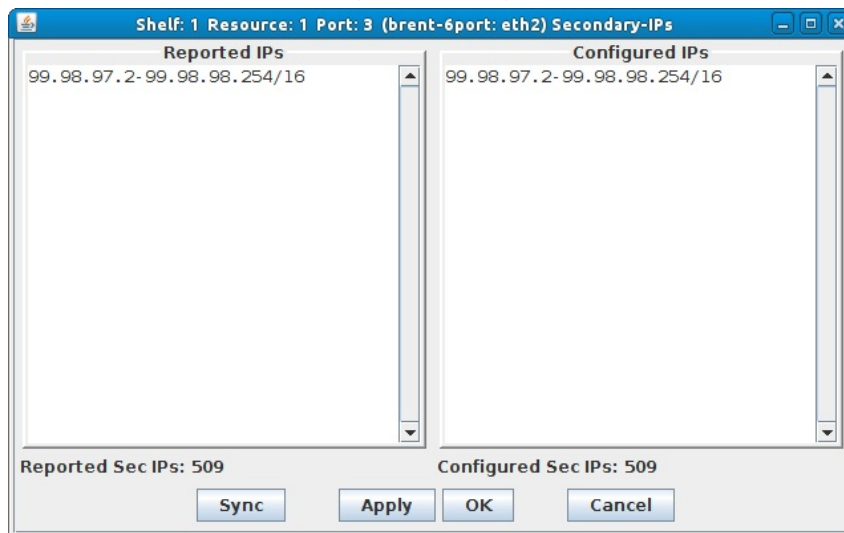 Shelf: 1 Resource: 1 Port: 3 (brent-6port: eth2) Secondary-IPs
Reported IPs
99.98.97.2-99.98.98.254/16
Configured IPs
99.98.97.2-99.98.98.254/16
Reported Sec IPs: 509
Configured Sec IPs: 509
Sync
Apply
OK
Cancel